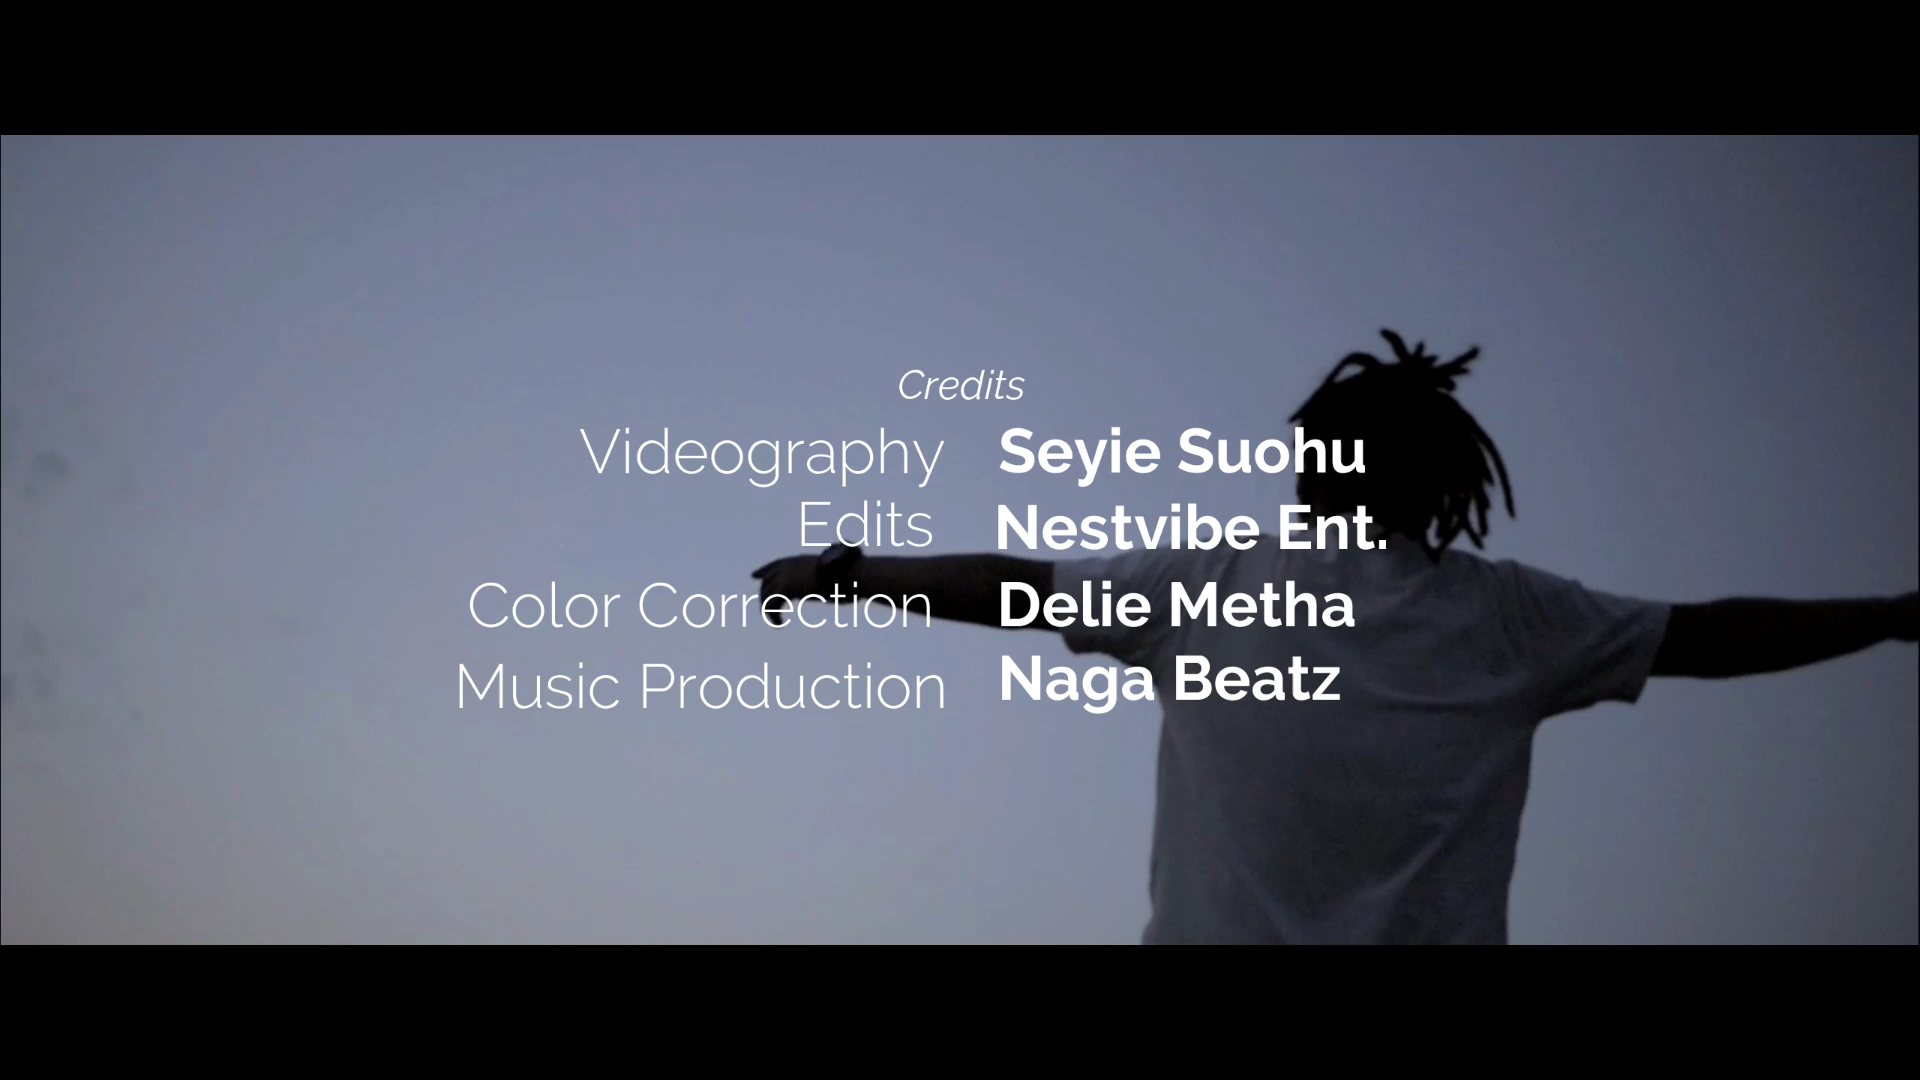 Credits
Videography Seyie Suohu
Edits Nestvibe Ent.
Color Correction Delie Metha
Music Production Naga Beatz